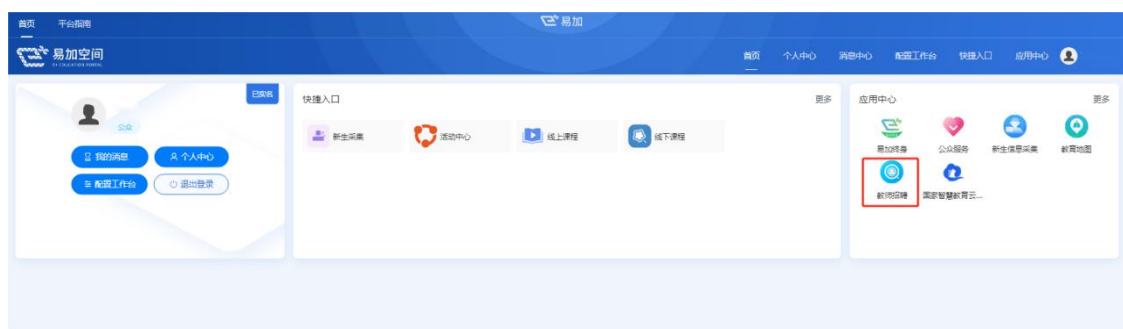 首页 平台指南 易加
易加空间
E+ EDUCATION PORTAL
首页 个人中心 消息中心 配置工作台 快捷入口 应用中心
已实名
公众
我的消息 个人中心
配置工作台 退出登录
快捷入口 更多
新生采集 活动中心 线上课程 线下课程
应用中心 更多
易加终身 公众服务 新生信息采集 教育地图
教师招聘 国家智慧教育云...